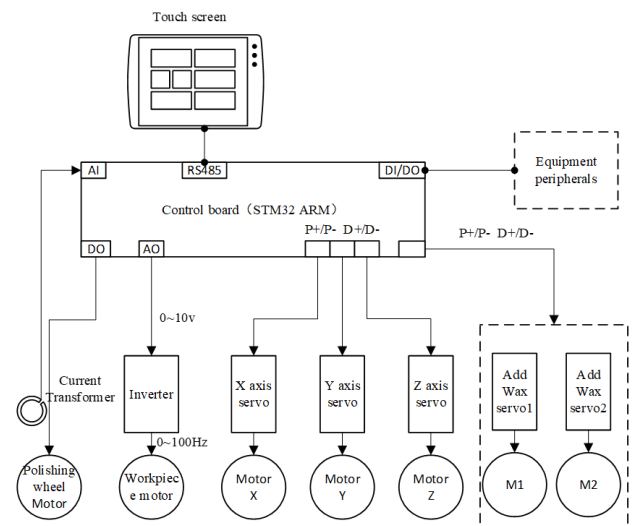 Touch screen
AI
RS485
DI/DO
Equipment
peripherals
Control board（STM32 ARM）
P+/P- D+/D-
P+/P- D+/D-
DO
AO
0~10v
Current
Transformer
Inverter
X axis
servo
Y axis
servo
Z axis
servo
Add
Wax
servo1
Add
Wax
servo2
0~100Hz
Polishing
wheel
Motor
Workpiec
e motor
Motor
X
Motor
Y
Motor
Z
M1
M2